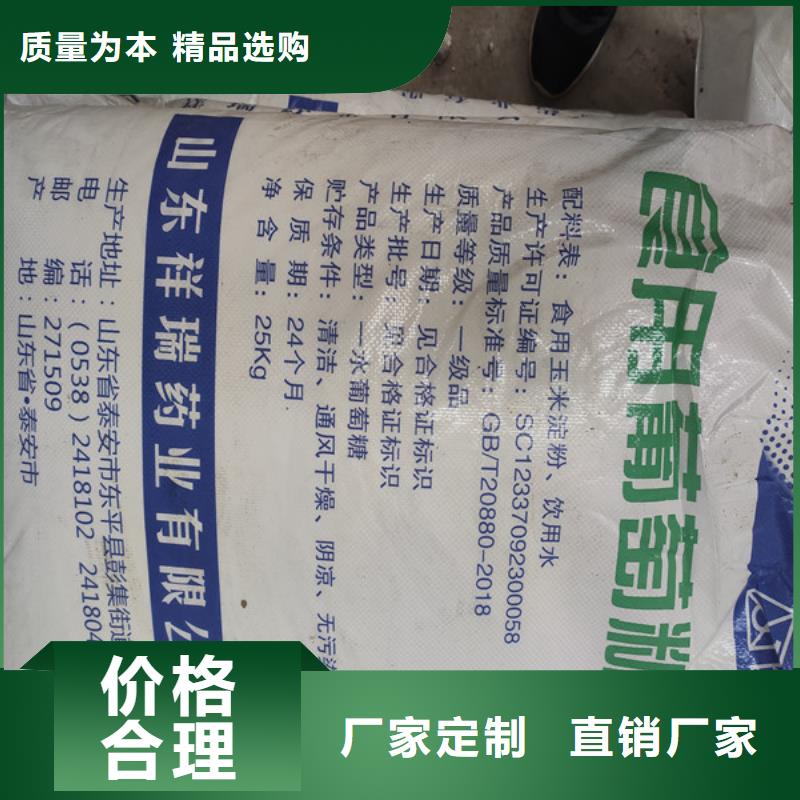 质量为本 精品选购
食用葡萄
配料表：食用玉米淀粉、饮用水
生产许可证编号：SC12337092300058
产品质量标准号：GB/T20880-2018
质量等级：一级品
生产日期：见合格证标识
生产批号：见合格证标识
产品类型：一水葡萄糖
贮存条件：清洁、通风干燥、阴凉、无污
保 质 期：24个月.
净 含 量：25Kg
山东祥瑞药业有限
生产地址：山东省泰安市东平县彭集街道
电 话：（0538）2418102 241804
邮 编：271509
产 地：山东省·泰安市
价格
合理
厂家定制 直销厂家